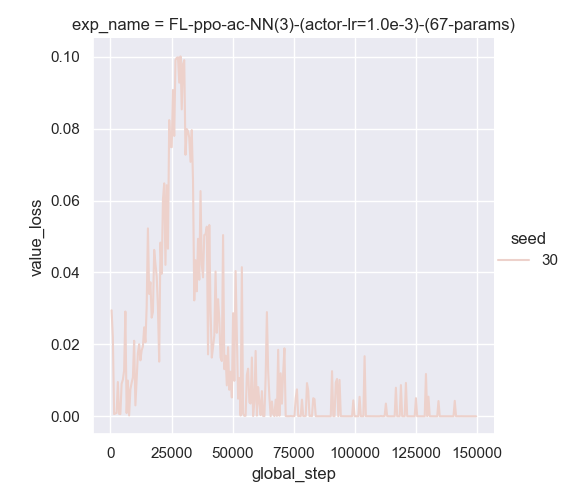 exp_name = FL-ppo-ac-NN(3)-(actor-lr=1.0e-3)-(67-params)
0.10
0.08
0.06
0.04
0.02
0.00
value_loss
seed
30
0 25000 50000 75000 100000 125000 150000
global_step